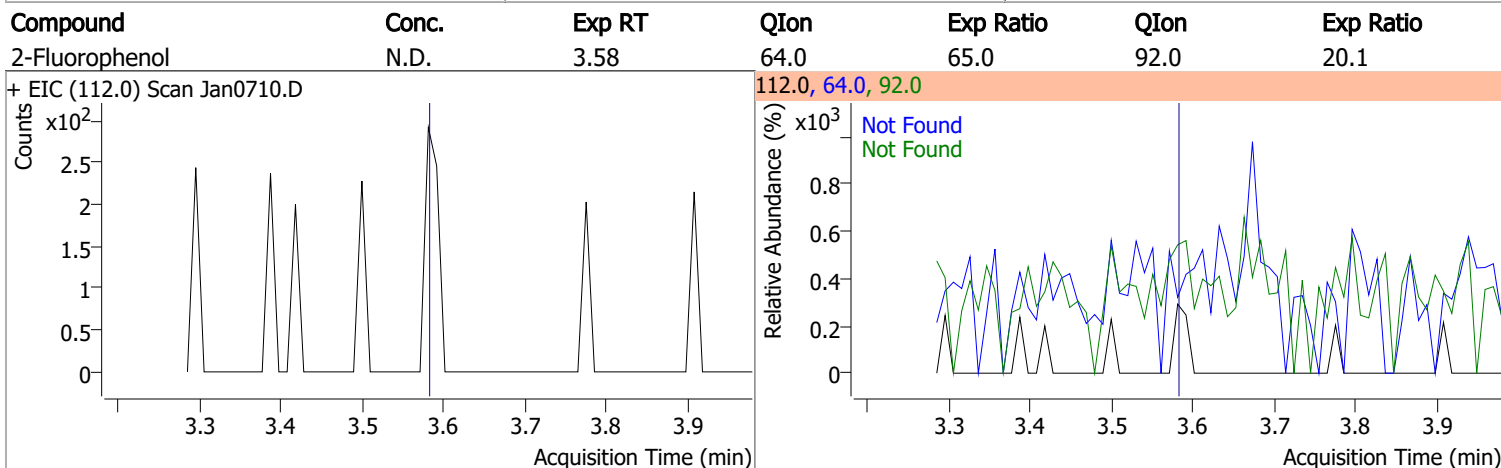 Compound Conc. Exp RT QIon Exp Ratio QIon Exp Ratio
2-Fluorophenol N.D. 3.58 64.0 65.0 92.0 20.1
+ EIC (112.0) Scan Jan0710.D
Counts
x10²
2.5
2
1.5
1
0.5
0
3.3 3.4 3.5 3.6 3.7 3.8 3.9
Acquisition Time (min)
112.0, 64.0, 92.0
Relative Abundance (%)
x10³
Not Found
Not Found
0.8
0.6
0.4
0.2
0
3.3 3.4 3.5 3.6 3.7 3.8 3.9
Acquisition Time (min)